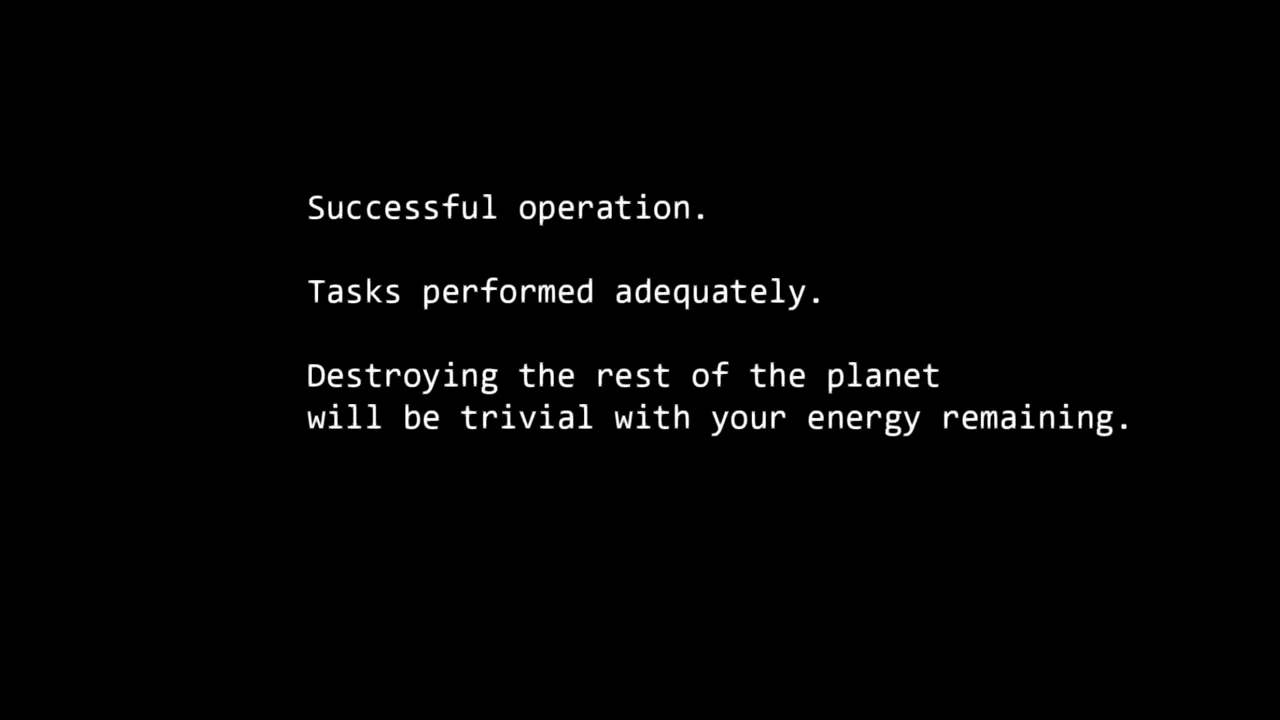 Successful operation.
Tasks performed adequately.
Destroying the rest of the planet
will be trivial with your energy remaining.